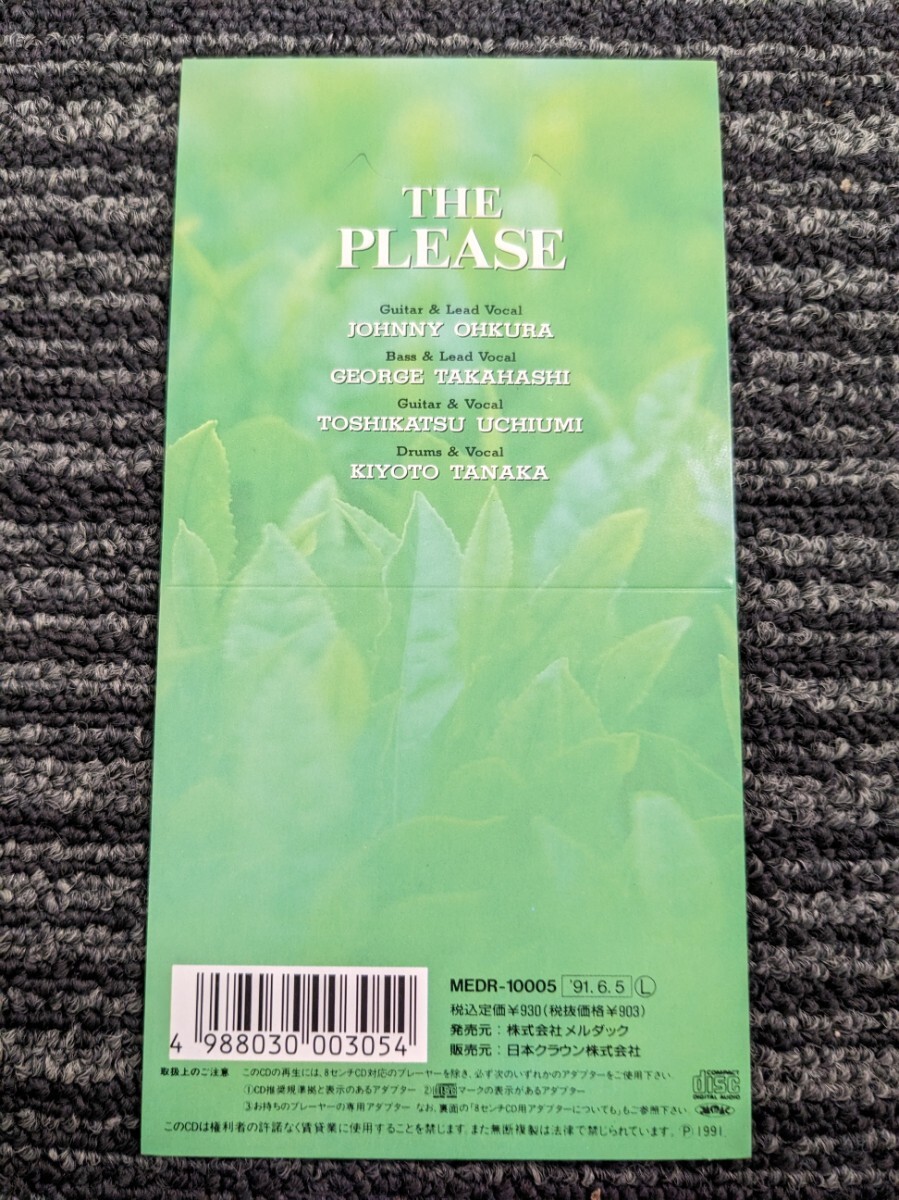 THE
PLEASE
Guitar & Lead Vocal
JOHNNY OHKURA
Bass & Lead Vocal
GEORGE TAKAHASHI
Guitar & Vocal
TOSHIKATSU UCHIUMI
Drums & Vocal
KIYOTO TANAKA
MEDR-10005 '91.6.5 L
税込定価¥930(税抜価格¥903)
発売元：株式会社メルダック
販売元：日本クラウン株式会社
4 988030 003054
取扱上のご注意 このCDの再生には、8センチCD対応のプレーヤーを除き、必ず次のいずれかのアダプターをご使用下さい
①CD推奨規準拠と表示のあるアダプター ②マークの表示があるアダプター
③お持ちのプレーヤーの専用アダプター なお、裏面の「8センチCD用アダプターについて」もご参照下さい。
このCDは権利者の許諾なく賃貸業に使用することを禁じます。また無断複製は法律で禁じられています。 Ⓟ1991
COMPACT
disc
DIGITAL AUDIO